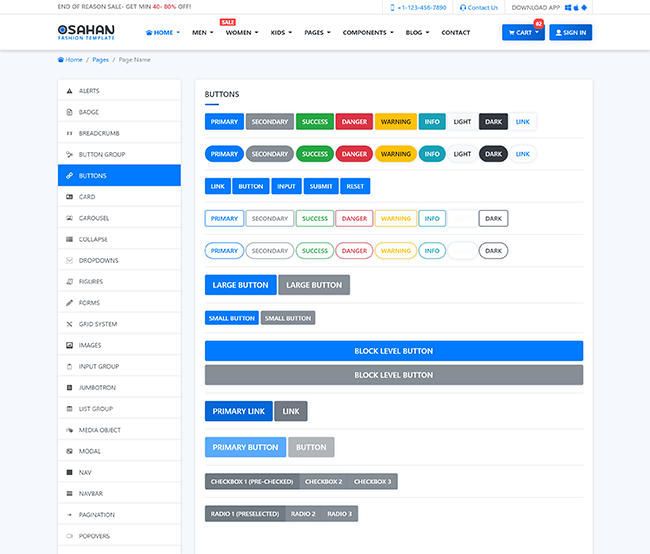 END OF REASON SALE- GET MIN 40- 80% OFF!
+1-123-456-7890 Contact Us DOWNLOAD APP
OSAHAN
FASHION TEMPLATE
HOME MEN SALE WOMEN KIDS PAGES COMPONENTS BLOG CONTACT CART 02 SIGN IN
Home / Pages / Page Name
ALERTS
BADGE
BREADCRUMB
BUTTON GROUP
BUTTONS
CARD
CAROUSEL
COLLAPSE
DROPDOWNS
FIGURES
FORMS
GRID SYSTEM
IMAGES
INPUT GROUP
JUMBOTRON
LIST GROUP
MEDIA OBJECT
MODAL
NAV
NAVBAR
PAGINATION
POPOVERS
BUTTONS
PRIMARY SECONDARY SUCCESS DANGER WARNING INFO LIGHT DARK LINK
PRIMARY SECONDARY SUCCESS DANGER WARNING INFO LIGHT DARK LINK
LINK BUTTON INPUT SUBMIT RESET
PRIMARY SECONDARY SUCCESS DANGER WARNING INFO DARK
PRIMARY SECONDARY SUCCESS DANGER WARNING INFO DARK
LARGE BUTTON LARGE BUTTON
SMALL BUTTON SMALL BUTTON
BLOCK LEVEL BUTTON
BLOCK LEVEL BUTTON
PRIMARY LINK LINK
PRIMARY BUTTON BUTTON
CHECKBOX 1 (PRE-CHECKED) CHECKBOX 2 CHECKBOX 3
RADIO 1 (PRESELECTED) RADIO 2 RADIO 3